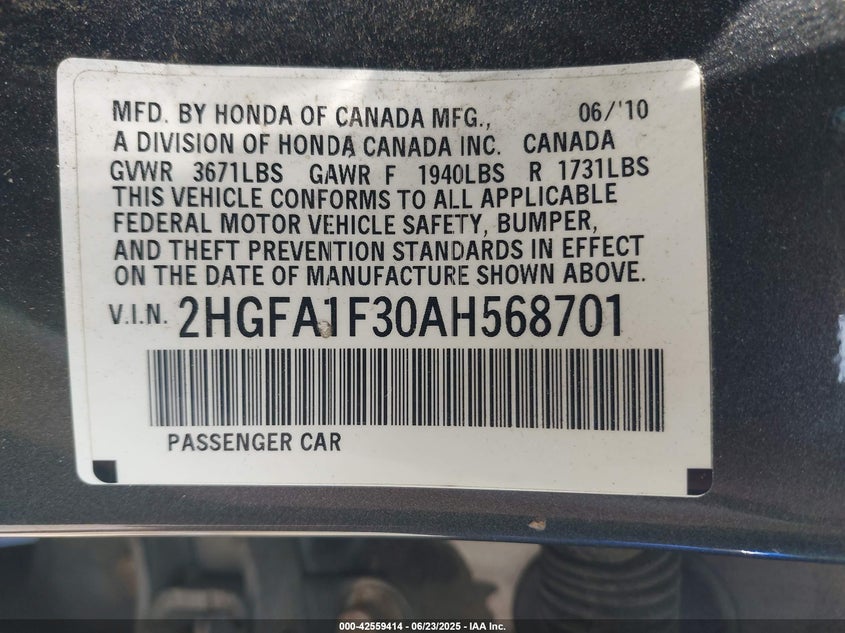 MFD. BY HONDA OF CANADA MFG., 06/'10
A DIVISION OF HONDA CANADA INC. CANADA
GVWR 3671LBS GAWR F 1940LBS R 1731LBS
THIS VEHICLE CONFORMS TO ALL APPLICABLE
FEDERAL MOTOR VEHICLE SAFETY, BUMPER,
AND THEFT PREVENTION STANDARDS IN EFFECT
ON THE DATE OF MANUFACTURE SHOWN ABOVE.
V.I.N. 2HGFA1F30AH568701
PASSENGER CAR
000-42559414 - 06/23/2025 - IAA Inc.